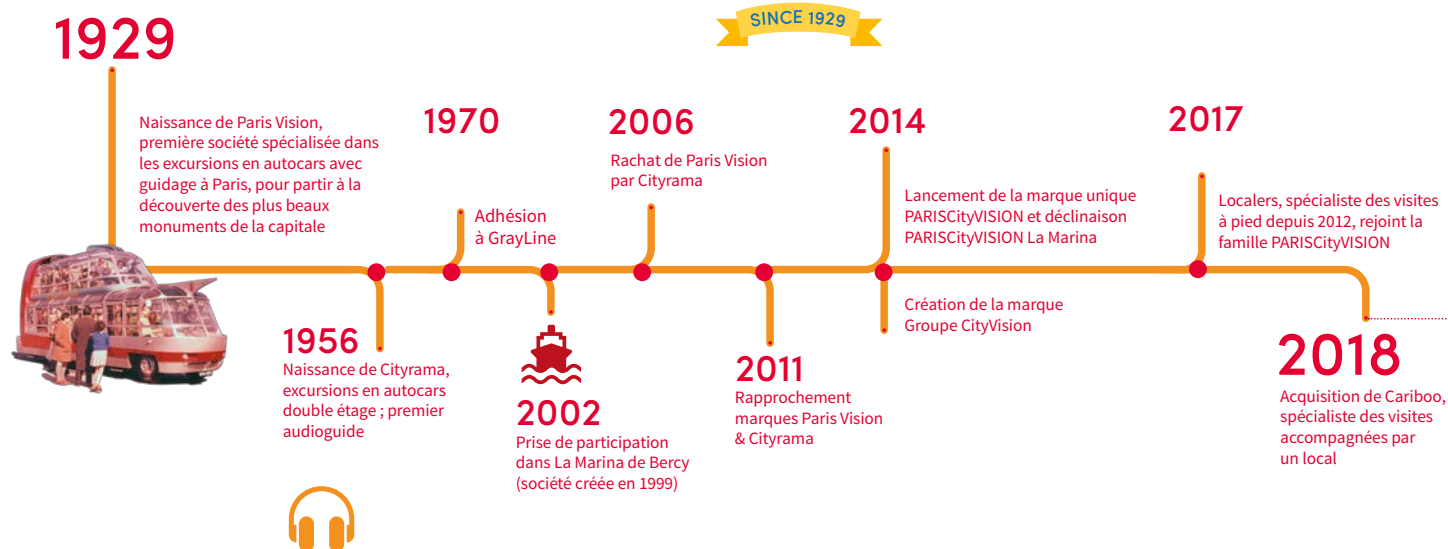 SINCE 1929
1929
Naissance de Paris Vision,
première société spécialisée dans
les excursions en autocars avec
guidage à Paris, pour partir à la
découverte des plus beaux
monuments de la capitale
1956
Naissance de Cityrama,
excursions en autocars
double étage ; premier
audioguide
1970
Adhésion
à GrayLine
2002
Prise de participation
dans La Marina de Bercy
(société créée en 1999)
2006
Rachat de Paris Vision
par Cityrama
2011
Rapprochement
marques Paris Vision
& Cityrama
2014
Lancement de la marque unique
PARISCityVISION et déclinaison
PARISCityVISION La Marina
Création de la marque
Groupe CityVision
2017
Localers, spécialiste des visites
à pied depuis 2012, rejoint la
famille PARISCityVISION
2018
Acquisition de Cariboo,
spécialiste des visites
accompagnées par
un local